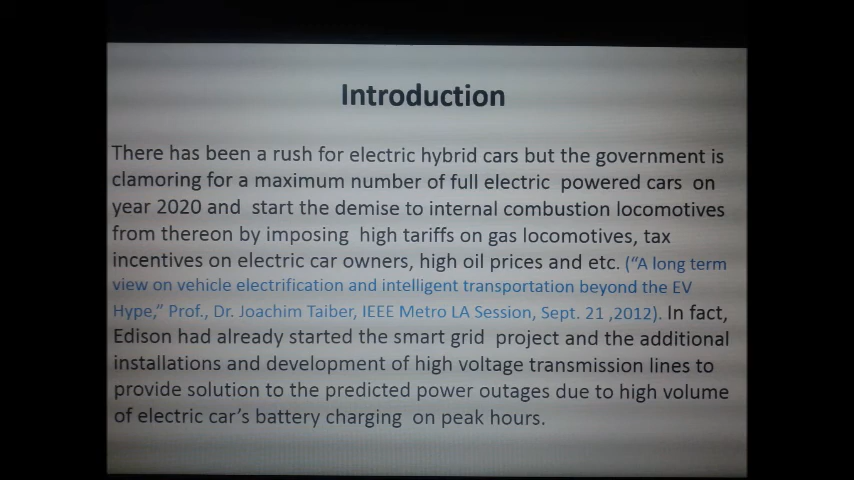 Introduction
There has been a rush for electric hybrid cars but the government is
clamoring for a maximum number of full electric  powered cars  on
year 2020 and  start the demise to internal combustion locomotives
from thereon by imposing  high tariffs on gas locomotives, tax
incentives on electric car owners, high oil prices and etc. (“A long term
view on vehicle electrification and intelligent transportation beyond the EV
Hype,” Prof., Dr. Joachim Taiber, IEEE Metro LA Session, Sept. 21 ,2012). In fact,
Edison had already started the smart grid  project and the additional
installations and development of high voltage transmission lines to
provide solution to the predicted power outages due to high volume
of electric car’s battery charging  on peak hours.